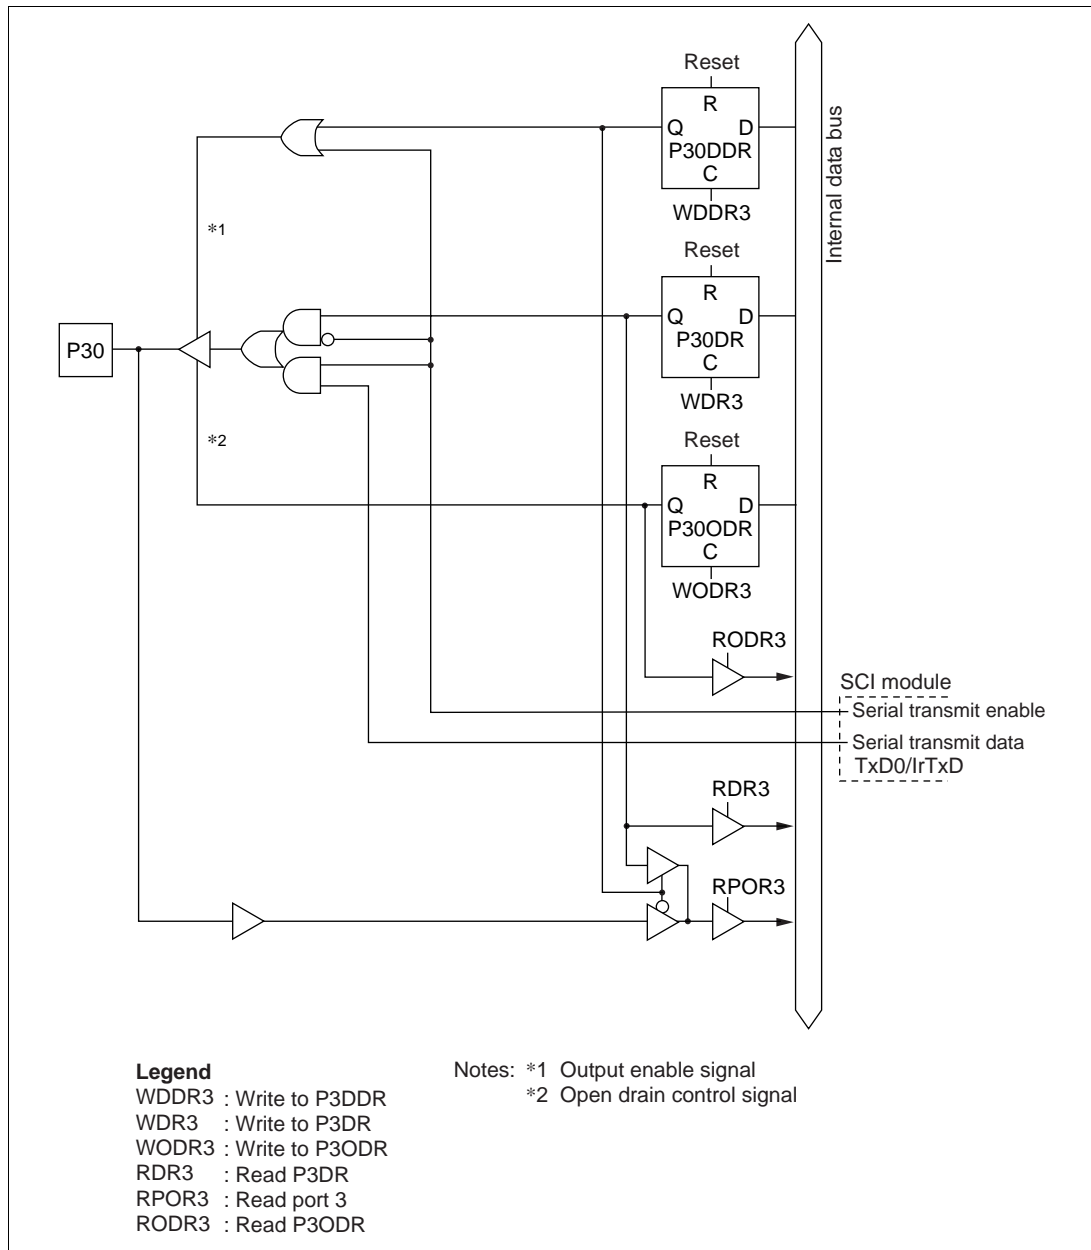 Reset
R
Q D
P30DDR
C
WDDR3
Internal data bus
*1
Reset
R
Q D
P30DR
C
WDR3
P30
*2
Reset
R
Q D
P30ODR
C
WODR3
RODR3
SCI module
Serial transmit enable
Serial transmit data
TxD0/IrTxD
RDR3
RPOR3
Legend
WDDR3 : Write to P3DDR
WDR3 : Write to P3DR
WODR3 : Write to P3ODR
RDR3 : Read P3DR
RPOR3 : Read port 3
RODR3 : Read P3ODR
Notes: *1 Output enable signal
*2 Open drain control signal